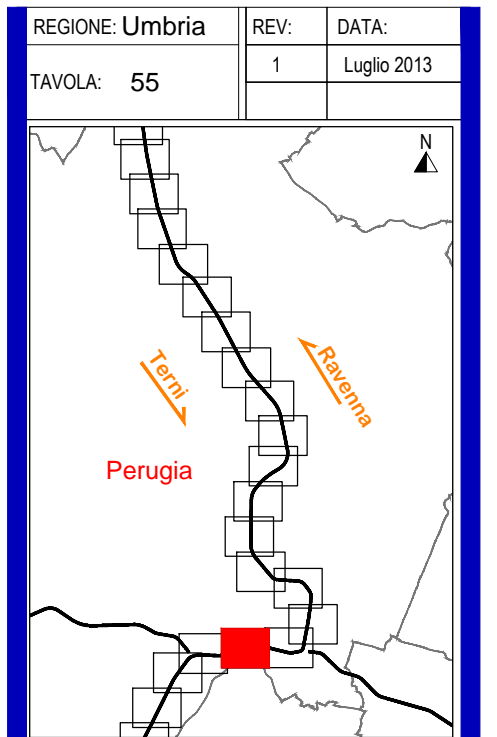 REGIONE: Umbria
REV:
DATA:
TAVOLA: 55
1
Luglio 2013
N
Terni
Ravenna
Perugia